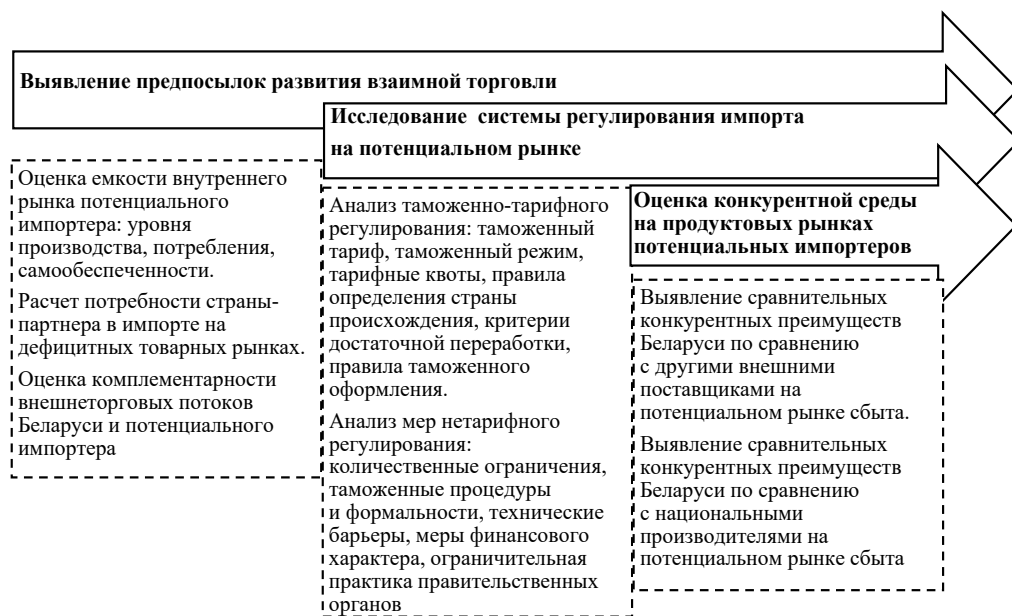 Выявление предпосылок развития взаимной торговли
Исследование системы регулирования импорта
на потенциальном рынке
Оценка емкости внутреннего
рынка потенциального
импортера: уровня
производства, потребления,
самообеспеченности.
Расчет потребности страны-
партнера в импорте на
дефицитных товарных рынках.
Оценка комплементарности
внешнеторговых потоков
Беларуси и потенциального
импортера
Анализ таможенно-тарифного
регулирования: таможенный
тариф, таможенный режим,
тарифные квоты, правила
определения страны
происхождения, критерии
достаточной переработки,
правила таможенного
оформления.
Анализ мер нетарифного
регулирования:
количественные ограничения,
таможенные процедуры
и формальности, технические
барьеры, меры финансового
характера, ограничительная
практика правительственных
органов
Оценка конкурентной среды
на продуктовых рынках
потенциальных импортеров
Выявление сравнительных
конкурентных преимуществ
Беларуси по сравнению
с другими внешними
поставщиками на
потенциальном рынке сбыта.
Выявление сравнительных
конкурентных преимуществ
Беларуси по сравнению
с национальными
производителями на
потенциальном рынке сбыта